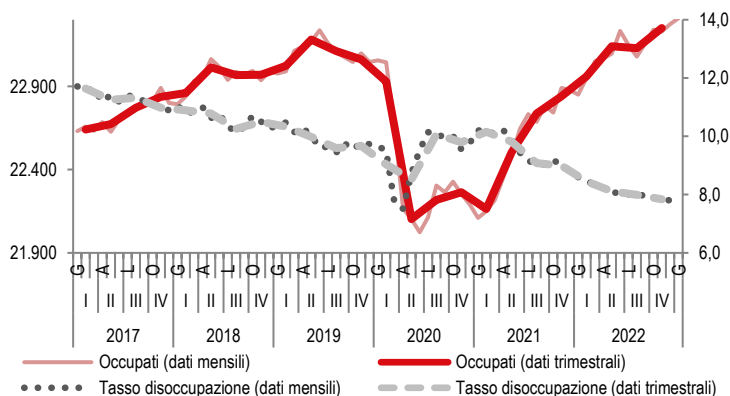 14,0
12,0
22.900
10,0
22.400
8,0
21.900
6,0
G A L O G A L O G A L O G A L O G A L O G A L O G
I II III IV I II III IV I II III IV I II III IV I II III IV I II III IV
2017 2018 2019 2020 2021 2022
Occupati (dati mensili) Occupati (dati trimestrali)
Tasso disoccupazione (dati mensili) Tasso disoccupazione (dati trimestrali)